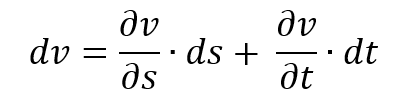 dv = ∂v/∂s · ds + ∂v/∂t · dt